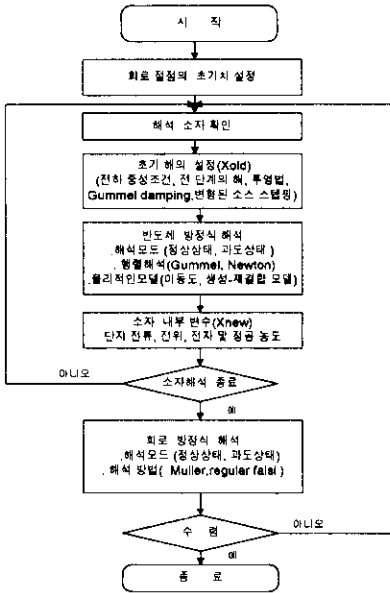 시 작
회로 절점의 초기치 설정
해석 소자 확인
초기 해의 설정(Xold)
(전하 중성조건, 전 단계의 해, 투영법,
Gummel damping,변형된 소스 스텝핑)
반도체 방정식 해석
.해석모드 (정상상태, 과도상태)
.행렬해석(Gummel, Newton)
.물리적인모델(이동도, 생성-재결합 모델)
소자 내부 변수(Xnew)
단자 전류, 전위, 전자 및 정공 농도
아니오
소자해석 종료
예
회로 방정식 해석
.해석모드 (정상상태, 과도상태)
. 해석 방법( Muller,regular falsi )
아니오
수 렴
예
종 료